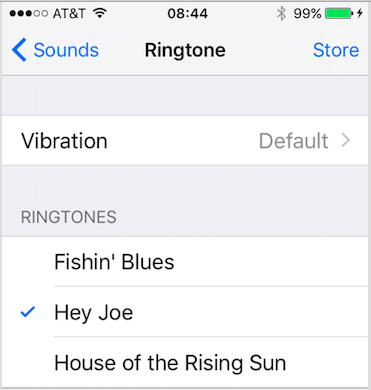 AT&T 08:44 99%
Sounds Ringtone Store
Vibration Default
RINGTONES
Fishin' Blues
Hey Joe
House of the Rising Sun